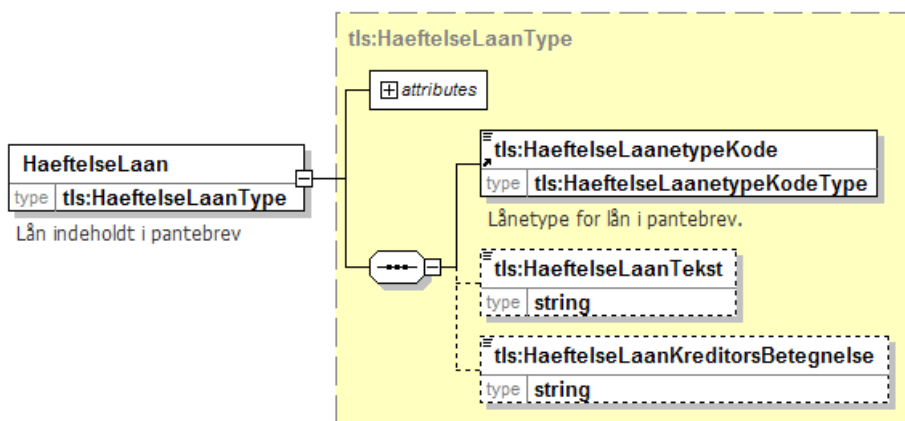 tls:HaeftelseLaanType
attributes
HaeftelseLaan
type tls:HaeftelseLaanType
Lån indeholdt i pantebrev
tls:HaeftelseLaanetypeKode
type tls:HaeftelseLaanetypeKodeType
Lånetype for lån i pantebrev.
tls:HaeftelseLaanTekst
type string
tls:HaeftelseLaanKreditorsBetegnelse
type string